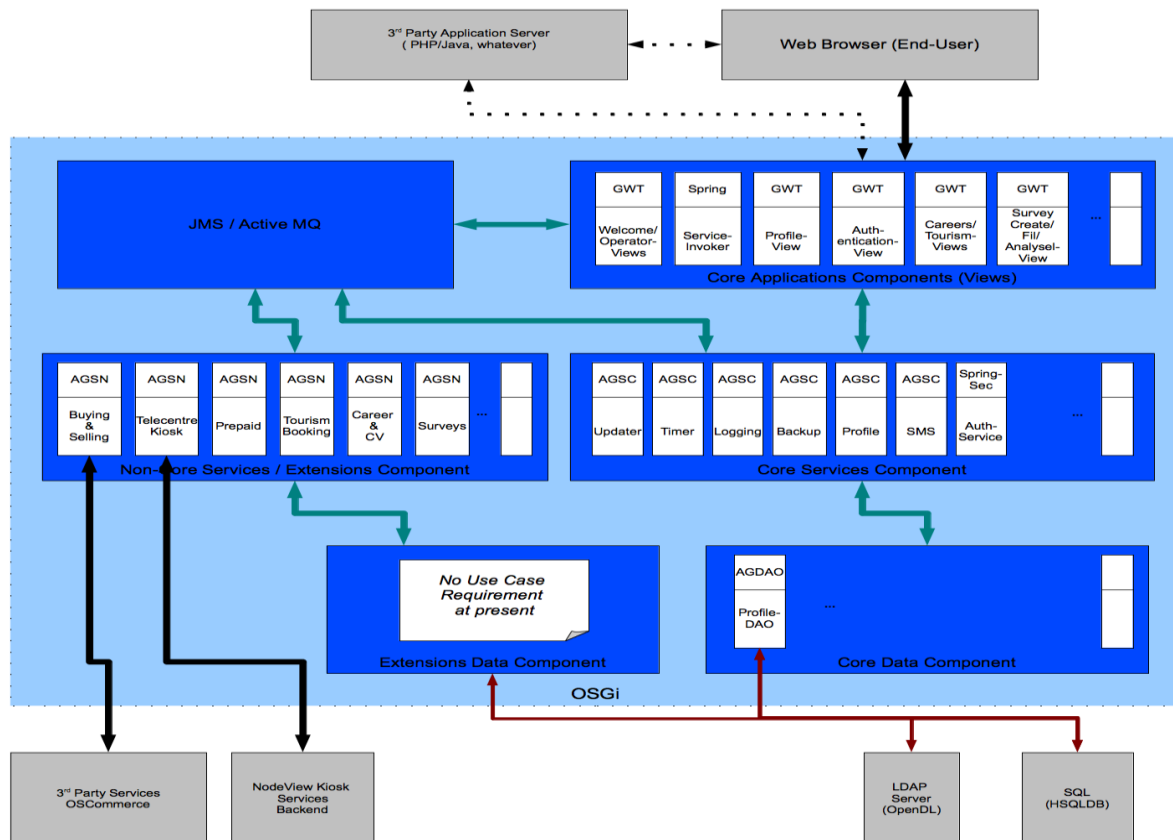 3rd Party Application Server
( PHP/Java, whatever)
Web Browser (End-User)
JMS / Active MQ
GWT
Welcome/
Operator-
Views
Spring
Service-
Invoker
GWT
Profile-
View
GWT
Auth-
entication-
View
GWT
Careers/
Tourism-
Views
GWT
Survey
Create/
Fil/
Analysel-
View
...
Core Applications Components (Views)
AGSN
Buying
&
Selling
AGSN
Telecentre
Kiosk
AGSN
Prepaid
AGSN
Tourism
Booking
AGSN
Career
&
CV
AGSN
Surveys
...
Non-Core Services / Extensions Component
AGSC
Updater
AGSC
Timer
AGSC
Logging
AGSC
Backup
AGSC
Profile
AGSC
SMS
Spring-
Sec
Auth-
Service
...
Core Services Component
No Use Case
Requirement
at present
Extensions Data Component
AGDAO
Profile-
DAO
...
Core Data Component
OSGi
3rd Party Services
OSCommerce
NodeView Kiosk
Services
Backend
LDAP
Server
(OpenDL)
SQL
(HSQLDB)